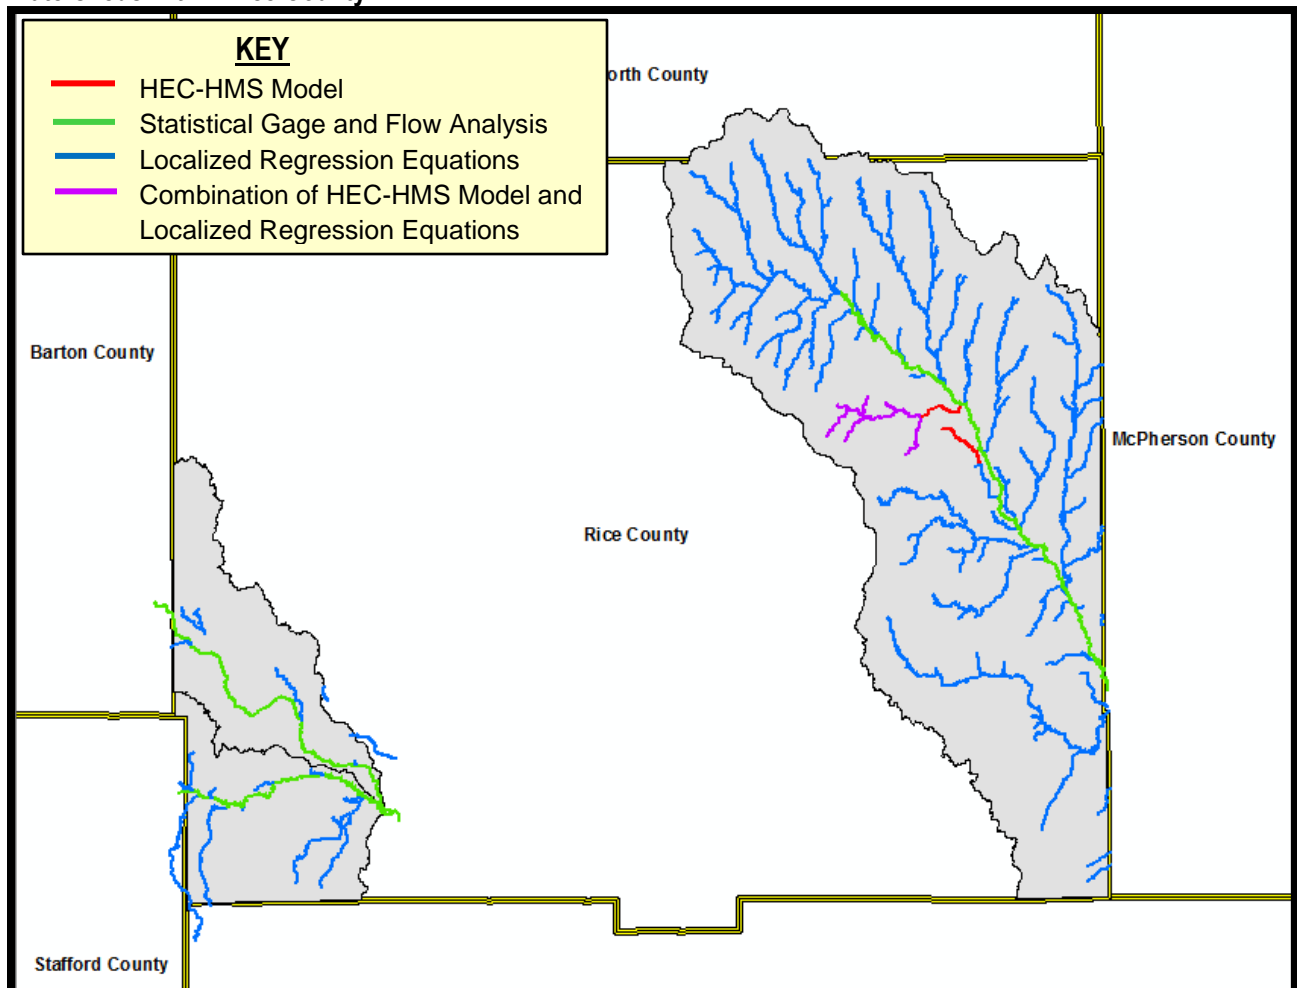 KEY
HEC-HMS Model
Statistical Gage and Flow Analysis
Localized Regression Equations
Combination of HEC-HMS Model and
Localized Regression Equations
orth County
Barton County
McPherson County
Rice County
Stafford County